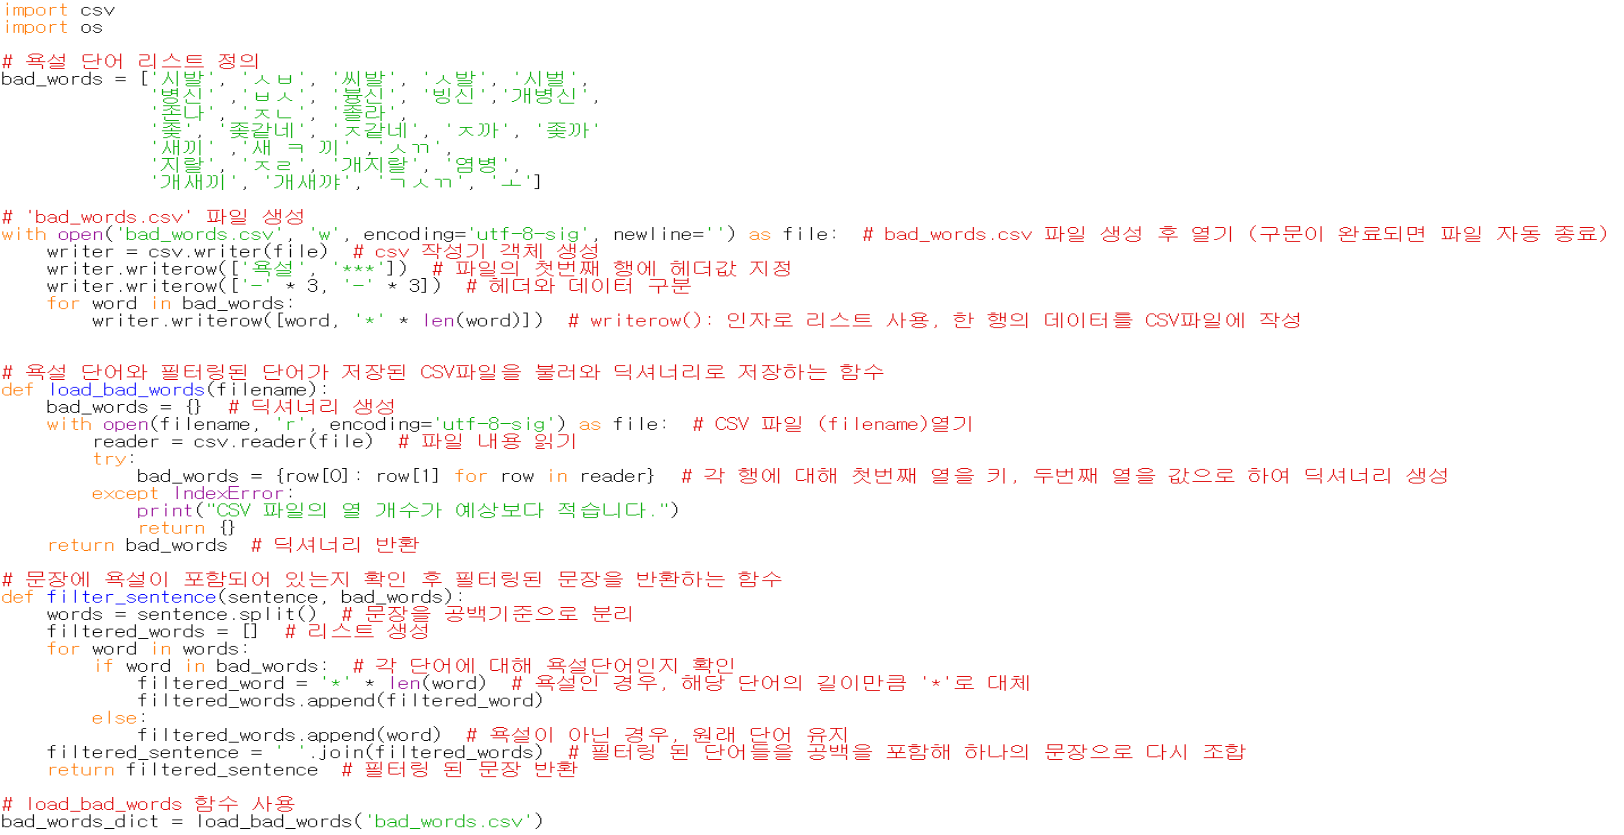 import csv
import os
# 욕설 단어 리스트 정의
bad_words = ['시발', 'ㅅㅂ', '씨발', 'ㅅ발', '시벌',
'병신' ,'ㅂㅅ', '븅신', '빙신','개병신',
'존나', 'ㅈㄴ', '졸라',
'좆', '좆같네', 'ㅈ같네', 'ㅈ까', '좆까'
'새끼' ,'새 ㅋ 끼' ,'ㅅㄲ',
'지랄', 'ㅈㄹ', '개지랄', '염병',
'개새끼', '개새꺄', 'ㄱㅅㄲ', 'ㅗ']
# 'bad_words.csv' 파일 생성
with open('bad_words.csv', 'w', encoding='utf-8-sig', newline='') as file:  # bad_words.csv 파일 생성 후 열기 (구문이 완료되면 파일 자동 종료)
writer = csv.writer(file)  # csv 작성기 객체 생성
writer.writerow(['욕설', '***'])  # 파일의 첫번째 행에 헤더값 지정
writer.writerow(['-' * 3, '-' * 3])  # 헤더와 데이터 구분
for word in bad_words:
writer.writerow([word, '*' * len(word)])  # writerow(): 인자로 리스트 사용, 한 행의 데이터를 CSV파일에 작성
# 욕설 단어와 필터링된 단어가 저장된 CSV파일을 불러와 딕셔너리로 저장하는 함수
def load_bad_words(filename):
bad_words = {}  # 딕셔너리 생성
with open(filename, 'r', encoding='utf-8-sig') as file:  # CSV 파일 (filename)열기
reader = csv.reader(file)  # 파일 내용 읽기
try:
bad_words = {row[0]: row[1] for row in reader}  # 각 행에 대해 첫번째 열을 키, 두번째 열을 값으로 하여 딕셔너리 생성
except IndexError:
print("CSV 파일의 열 개수가 예상보다 적습니다.")
return {}
return bad_words  # 딕셔너리 반환
# 문장에 욕설이 포함되어 있는지 확인 후 필터링된 문장을 반환하는 함수
def filter_sentence(sentence, bad_words):
words = sentence.split()  # 문장을 공백기준으로 분리
filtered_words = []  # 리스트 생성
for word in words:
if word in bad_words:  # 각 단어에 대해 욕설단어인지 확인
filtered_word = '*' * len(word)  # 욕설인 경우, 해당 단어의 길이만큼 '*'로 대체
filtered_words.append(filtered_word)
else:
filtered_words.append(word)  # 욕설이 아닌 경우, 원래 단어 유지
filtered_sentence = ' '.join(filtered_words)  # 필터링 된 단어들을 공백을 포함해 하나의 문장으로 다시 조합
return filtered_sentence  # 필터링 된 문장 반환
# load_bad_words 함수 사용
bad_words_dict = load_bad_words('bad_words.csv')